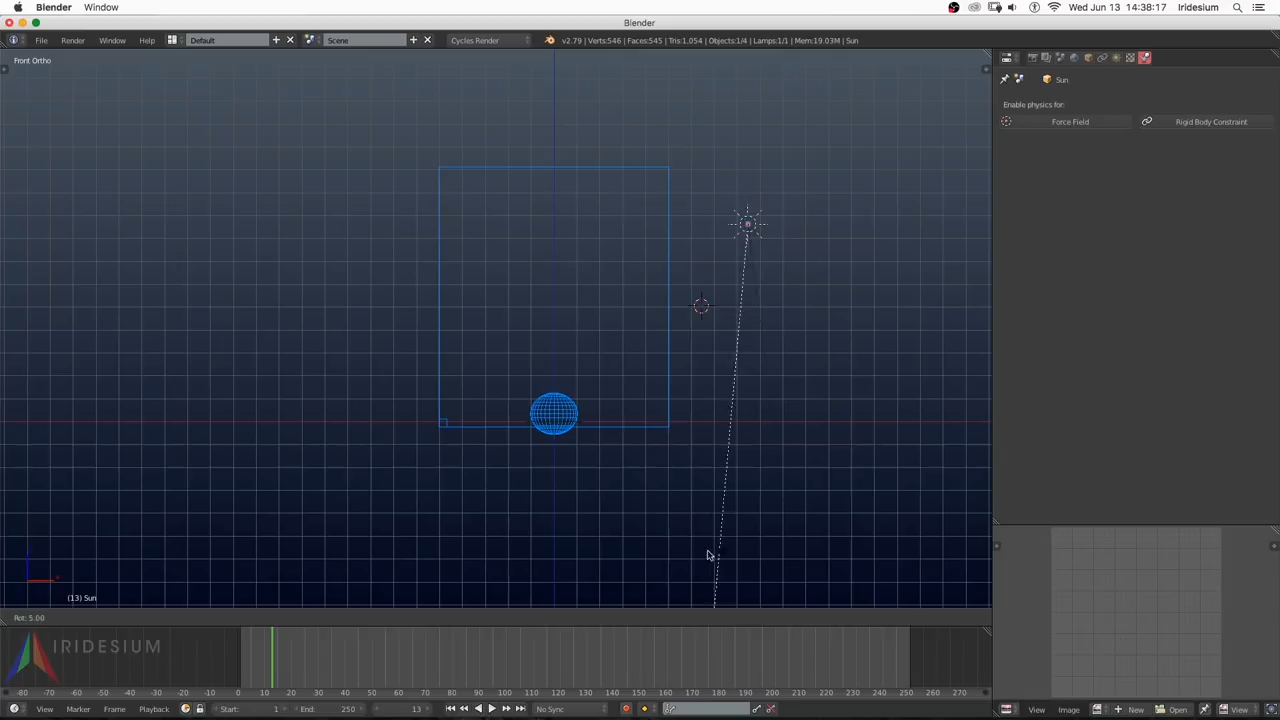 Blender Window Wed Jun 13 14:38:17 Iridesium
Blender
File Render Window Help Default Scene Cycles Render v2.79 | Verts:546 | Faces:545 | Tris:1,054 | Objects:1/4 | Lamps:1/1 | Mem:19.03M | Sun
Front Ortho
Sun
Enable physics for:
Force Field Rigid Body Constraint
(13) Sun
Rot: 5.00
IRIDESIUM
-80 -70 -60 -50 -40 -30 -20 -10 0 10 20 30 40 50 60 70 80 90 100 110 120 130 140 150 160 170 180 190 200 210 220 230 240 250 260 270
View Marker Frame Playback Start: 1 End: 250 13 No Sync View Image New Open View